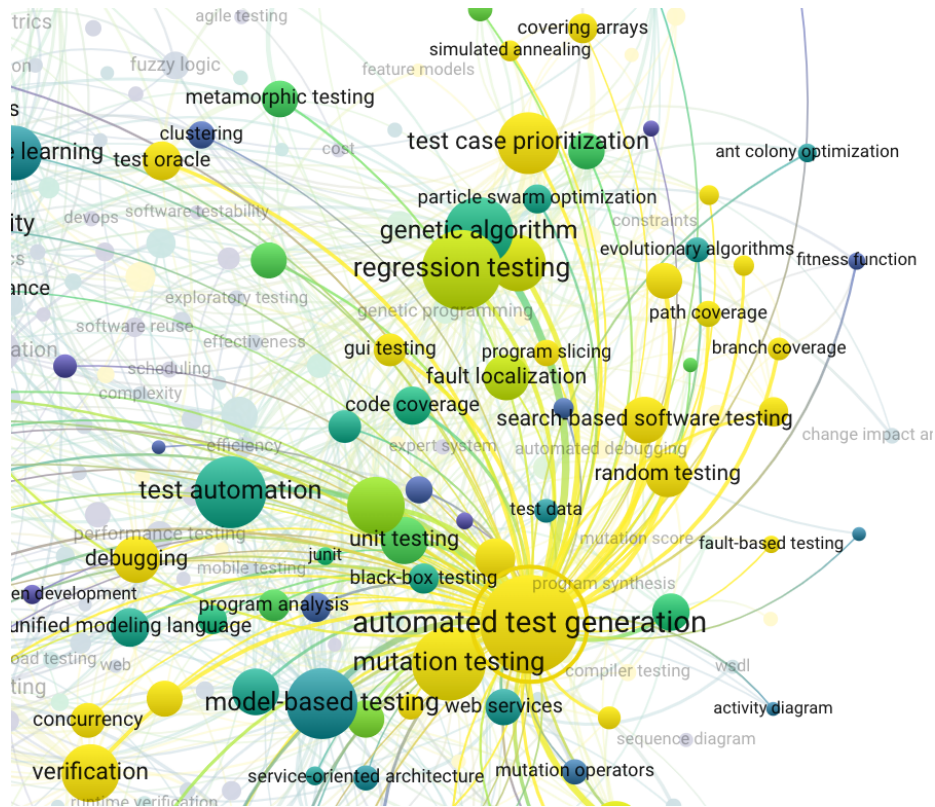 trics
agile testing
covering arrays
simulated annealing
on
fuzzy logic
feature models
metamorphic testing
s
clustering
test case prioritization
e learning
test oracle
cost
ant colony optimization
particle swarm optimization
devops
software testability
constraints
ity
genetic algorithm
evolutionary algorithms
cs
fitness function
regression testing
ance
exploratory testing
genetic programming
path coverage
software reuse
effectiveness
ation
gui testing
program slicing
branch coverage
scheduling
fault localization
complexity
code coverage
search-based software testing
change impact an
efficiency
expert system
automated debugging
random testing
test automation
test data
performance testing
unit testing
mutation score
fault-based testing
debugging
junit
mobile testing
black-box testing
program synthesis
en development
program analysis
unified modeling language
automated test generation
oad testing
web
mutation testing
compiler testing
wsdl
ting
model-based testing
web services
activity diagram
concurrency
sequence diagram
verification
service-oriented architecture
mutation operators
runtime verification